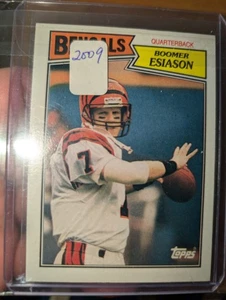 BENGALS
QUARTERBACK
BOOMER
ESIASON
2009
7
Topps